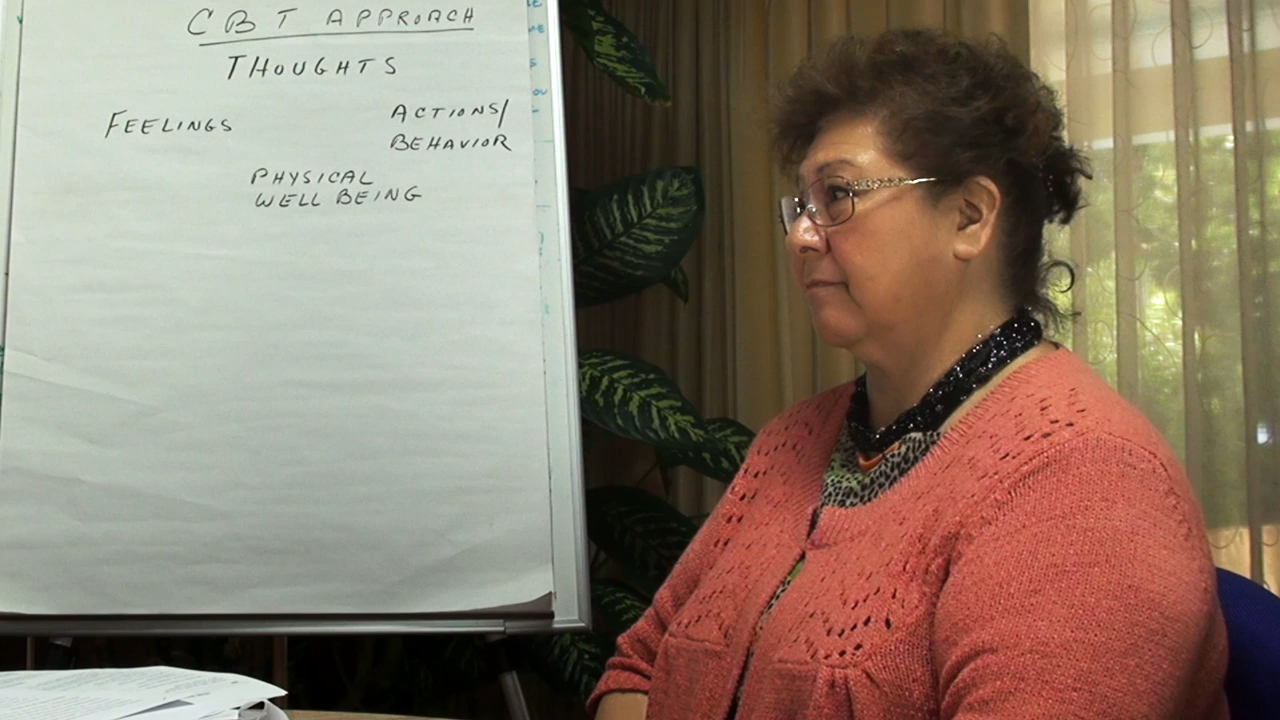 CBT APPROACH
THOUGHTS
FEELINGS
ACTIONS/
BEHAVIOR
PHYSICAL
WELL BEING